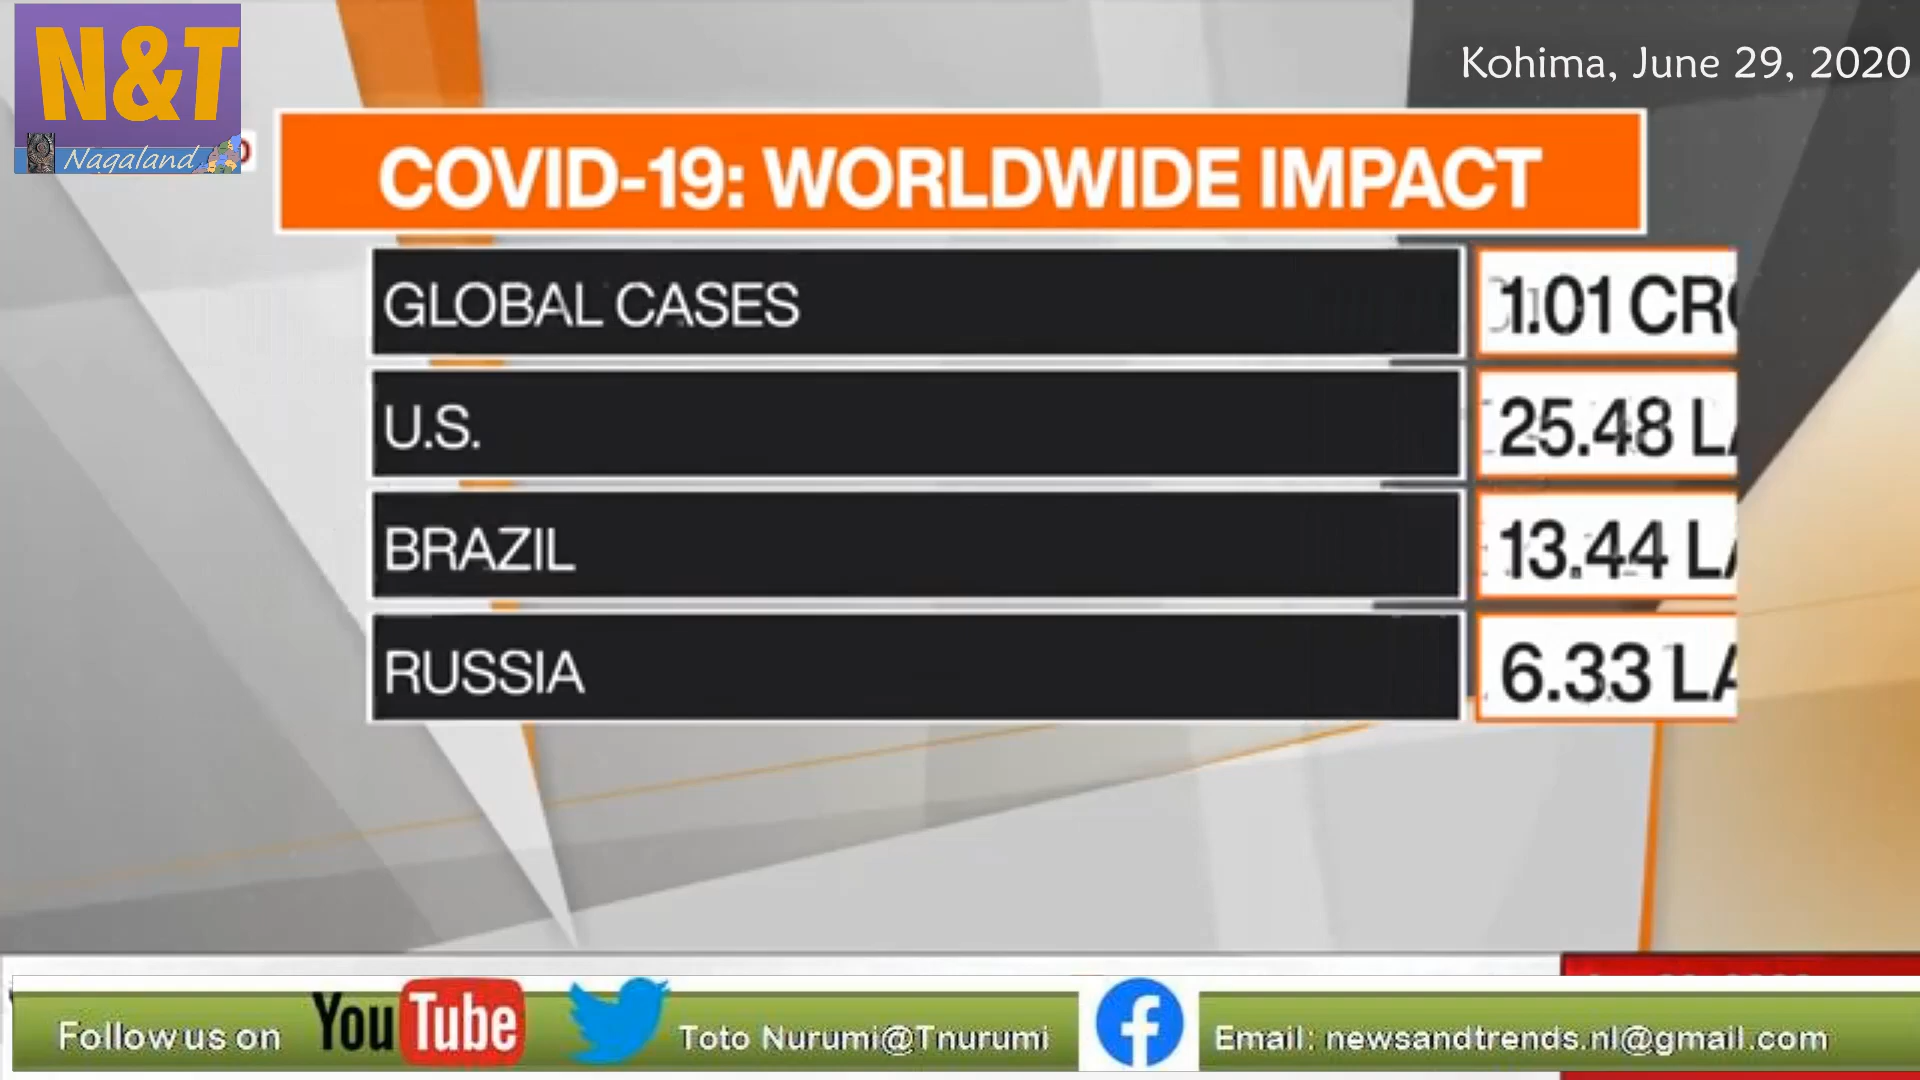 N&T
Nagaland
Kohima, June 29, 2020
COVID-19: WORLDWIDE IMPACT
GLOBAL CASES 1.01
U.S. 25.48
BRAZIL 13.44
RUSSIA 6.33
Follow us on YouTube Toto Nurumi@Tnurumi Email: newsandtrends.nl@gmail.com